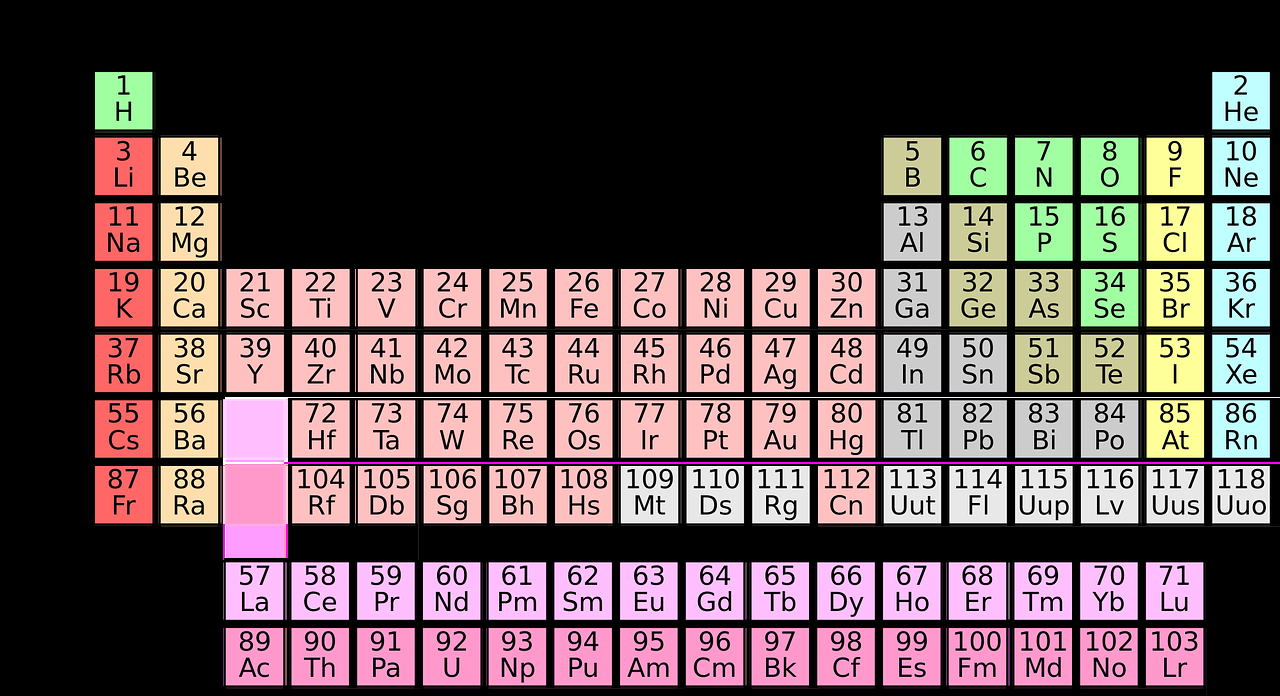 1 2
H He
3 4 5 6 7 8 9 10
Li Be B C N O F Ne
11 12 13 14 15 16 17 18
Na Mg Al Si P S Cl Ar
19 20 21 22 23 24 25 26 27 28 29 30 31 32 33 34 35 36
K Ca Sc Ti V Cr Mn Fe Co Ni Cu Zn Ga Ge As Se Br Kr
37 38 39 40 41 42 43 44 45 46 47 48 49 50 51 52 53 54
Rb Sr Y Zr Nb Mo Tc Ru Rh Pd Ag Cd In Sn Sb Te I Xe
55 56 72 73 74 75 76 77 78 79 80 81 82 83 84 85 86
Cs Ba Hf Ta W Re Os Ir Pt Au Hg Tl Pb Bi Po At Rn
87 88 104 105 106 107 108 109 110 111 112 113 114 115 116 117 118
Fr Ra Rf Db Sg Bh Hs Mt Ds Rg Cn Uut Fl Uup Lv Uus Uuo
57 58 59 60 61 62 63 64 65 66 67 68 69 70 71
La Ce Pr Nd Pm Sm Eu Gd Tb Dy Ho Er Tm Yb Lu
89 90 91 92 93 94 95 96 97 98 99 100 101 102 103
Ac Th Pa U Np Pu Am Cm Bk Cf Es Fm Md No Lr